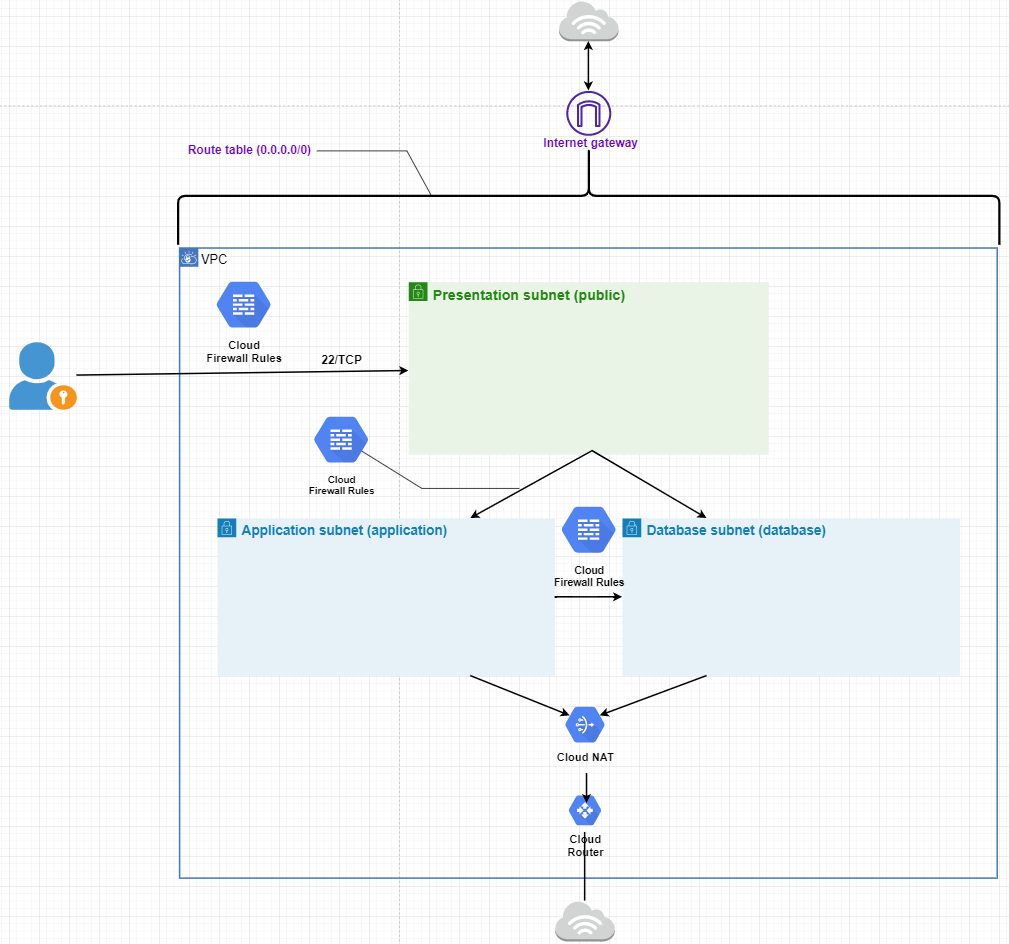 Internet gateway
Route table (0.0.0.0/0)
VPC
Presentation subnet (public)
Cloud
Firewall Rules
22/TCP
Cloud
Firewall Rules
Application subnet (application)
Database subnet (database)
Cloud
Firewall Rules
Cloud NAT
Cloud
Router